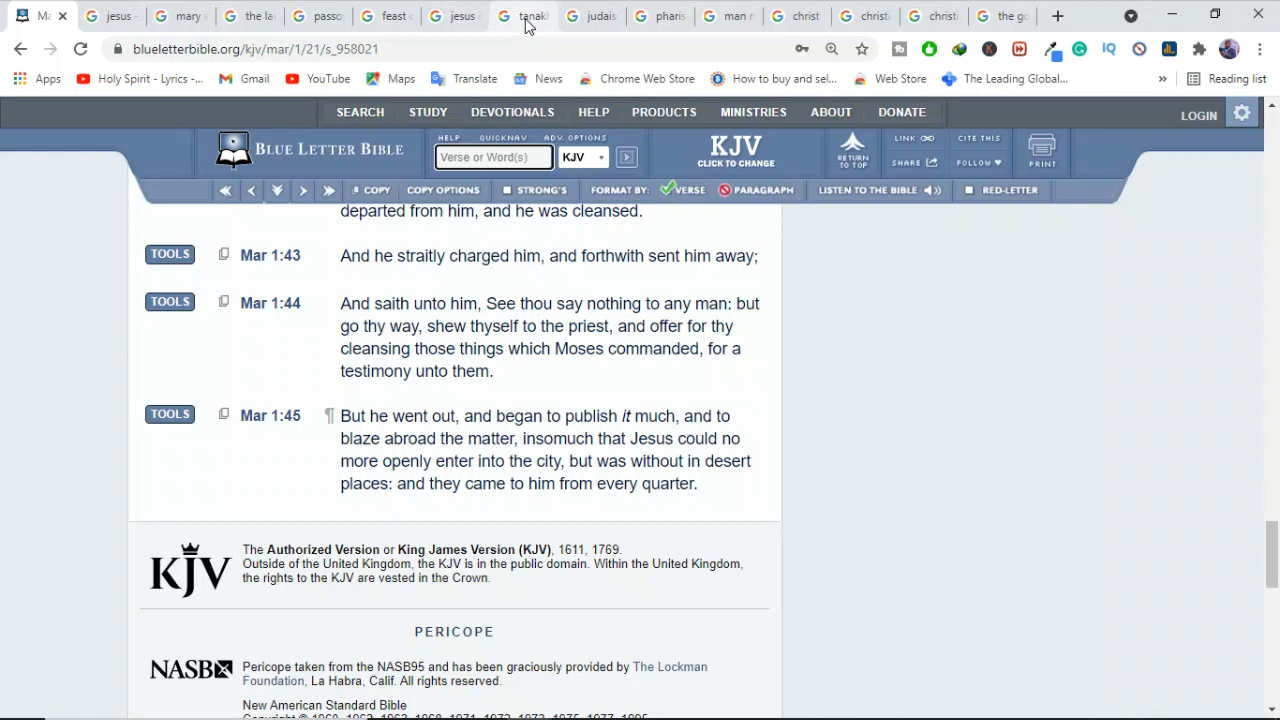 Ma
jesus -
mary a
the la
passo
feast o
jesus o
tanakh
judais
pharis
man n
christ
christi
christi
the go
blueletterbible.org/kjv/mar/1/21/s_958021
Apps
Holy Spirit - Lyrics -...
Gmail
YouTube
Maps
Translate
News
Chrome Web Store
How to buy and sel...
Web Store
The Leading Global...
»
Reading list
SEARCH STUDY DEVOTIONALS HELP PRODUCTS MINISTRIES ABOUT DONATE
LOGIN
BLUE LETTER BIBLE
HELP QUICKNAV ADV. OPTIONS
Verse or Word(s)
KJV
KJV
CLICK TO CHANGE
RETURN
TO TOP
LINK
SHARE
CITE THIS
FOLLOW
PRINT
COPY
COPY OPTIONS
STRONG'S
FORMAT BY:
VERSE
PARAGRAPH
LISTEN TO THE BIBLE
RED-LETTER
departed from him, and he was cleansed.
TOOLS Mar 1:43 And he straitly charged him, and forthwith sent him away;
TOOLS Mar 1:44 And saith unto him, See thou say nothing to any man: but
go thy way, shew thyself to the priest, and offer for thy
cleansing those things which Moses commanded, for a
testimony unto them.
TOOLS Mar 1:45 ¶ But he went out, and began to publish it much, and to
blaze abroad the matter, insomuch that Jesus could no
more openly enter into the city, but was without in desert
places: and they came to him from every quarter.
KJV
The Authorized Version or King James Version (KJV), 1611, 1769.
Outside of the United Kingdom, the KJV is in the public domain. Within the United Kingdom,
the rights to the KJV are vested in the Crown.
PERICOPE
NASB
Pericope taken from the NASB95 and has been graciously provided by The Lockman
Foundation, La Habra, Calif. All rights reserved.
New American Standard Bible